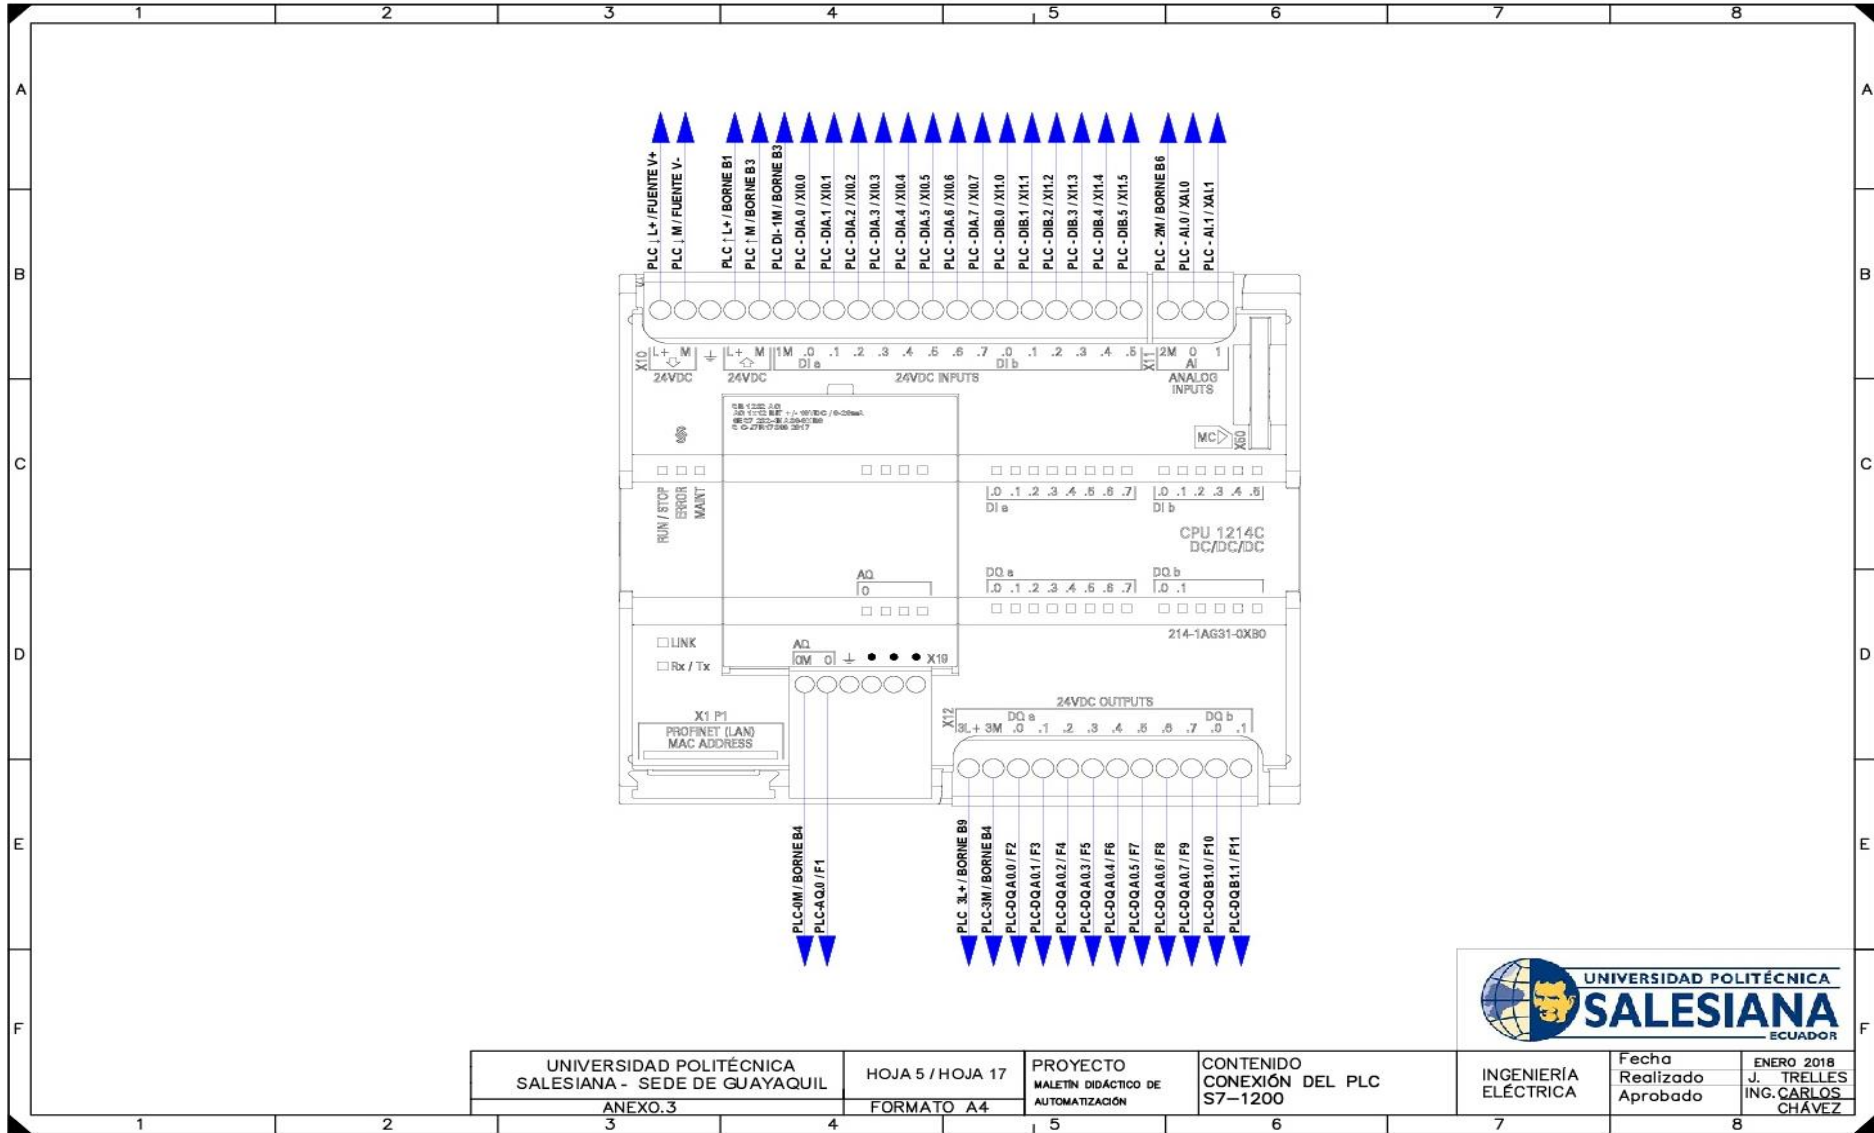 1 2 3 4 5 6 7 8
A A
B B
C C
D D
E E
F F
PLC ↓ L+ / FUENTE V+
PLC ↓ M / FUENTE V-
PLC ↑ L+ / BORNE B1
PLC ↑ M / BORNE B3
PLC DI-1M / BORNE B3
PLC - DIA.0 / XI0.0
PLC - DIA.1 / XI0.1
PLC - DIA.2 / XI0.2
PLC - DIA.3 / XI0.3
PLC - DIA.4 / XI0.4
PLC - DIA.5 / XI0.5
PLC - DIA.6 / XI0.6
PLC - DIA.7 / XI0.7
PLC - DIB.0 / XI1.0
PLC - DIB.1 / XI1.1
PLC - DIB.2 / XI1.2
PLC - DIB.3 / XI1.3
PLC - DIB.4 / XI1.4
PLC - DIB.5 / XI1.5
PLC - 2M / BORNE B6
PLC - AI.0 / XAL0
PLC - AI.1 / XAL1
X10 L+ M L+ M 1M .0 .1 .2 .3 .4 .5 .6 .7 .0 .1 .2 .3 .4 .5 X11 2M 0 1
DI a DI b AI
24VDC 24VDC 24VDC INPUTS ANALOG
INPUTS
MC X60
RUN / STOP
ERROR
MAINT
.0 .1 .2 .3 .4 .5 .6 .7 .0 .1 .2 .3 .4 .5
DI a DI b
CPU 1214C
DC/DC/DC
AQ
0
DQ a DQ b
.0 .1 .2 .3 .4 .5 .6 .7 .0 .1
214-1AG31-0XB0
LINK
Rx / Tx
AQ
0M 0 X19
X1 P1
PROFINET (LAN)
MAC ADDRESS
24VDC OUTPUTS
X12 DQ a DQ b
3L+ 3M .0 .1 .2 .3 .4 .5 .6 .7 .0 .1
PLC-0M / BORNE B4
PLC-AQ.0 / F1
PLC 3L+ / BORNE B9
PLC-3M / BORNE B4
PLC-DQA0.0 / F2
PLC-DQA0.1 / F3
PLC-DQA0.2 / F4
PLC-DQA0.3 / F5
PLC-DQA0.4 / F6
PLC-DQA0.5 / F7
PLC-DQA0.6 / F8
PLC-DQA0.7 / F9
PLC-DQB1.0 / F10
PLC-DQB1.1 / F11
UNIVERSIDAD POLITÉCNICA
SALESIANA
ECUADOR
UNIVERSIDAD POLITÉCNICA
SALESIANA - SEDE DE GUAYAQUIL
ANEXO.3
HOJA 5 / HOJA 17
FORMATO A4
PROYECTO
MALETÍN DIDÁCTICO DE
AUTOMATIZACIÓN
CONTENIDO
CONEXIÓN DEL PLC
S7-1200
INGENIERÍA
ELÉCTRICA
Fecha ENERO 2018
Realizado J. TRELLES
Aprobado ING.CARLOS
CHÁVEZ
1 2 3 4 5 6 7 8